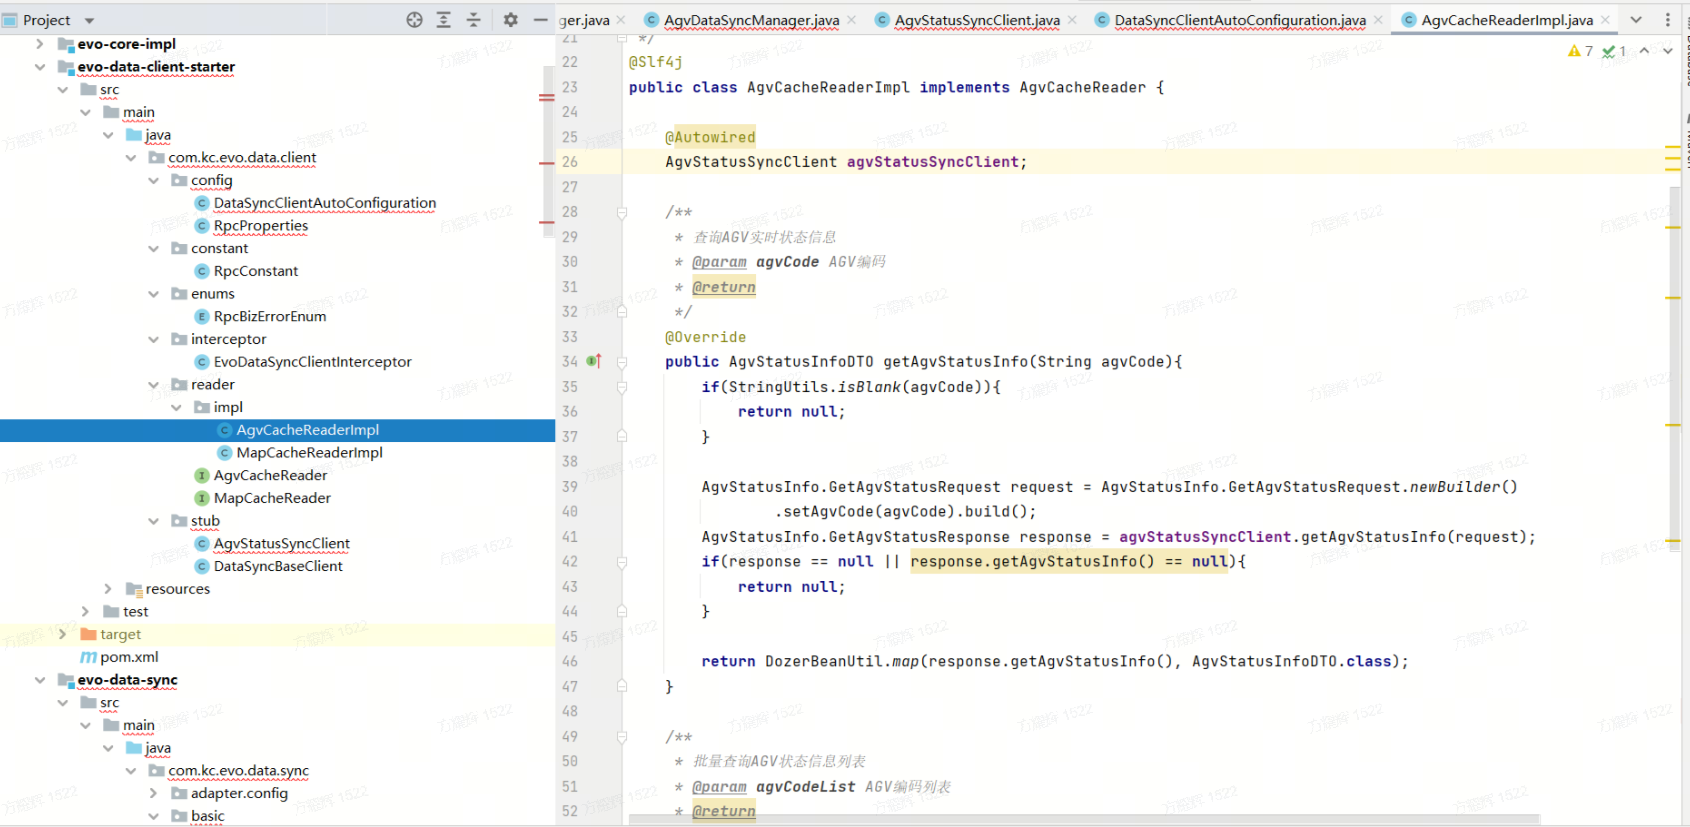 Project
ger.java
AgvDataSyncManager.java
AgvStatusSyncClient.java
DataSyncClientAutoConfiguration.java
AgvCacheReaderImpl.java
evo-core-impl
evo-data-client-starter
src
main
java
com.kc.evo.data.client
config
DataSyncClientAutoConfiguration
RpcProperties
constant
RpcConstant
enums
RpcBizErrorEnum
interceptor
EvoDataSyncClientInterceptor
reader
impl
AgvCacheReaderImpl
MapCacheReaderImpl
AgvCacheReader
MapCacheReader
stub
AgvStatusSyncClient
DataSyncBaseClient
resources
test
target
pom.xml
evo-data-sync
src
main
java
com.kc.evo.data.sync
adapter.config
basic
7 1
21 */
22 @Slf4j
23 public class AgvCacheReaderImpl implements AgvCacheReader {
24
25 @Autowired
26 AgvStatusSyncClient agvStatusSyncClient;
27
28 /**
29 * 查询AGV实时状态信息
30 * @param agvCode AGV编码
31 * @return
32 */
33 @Override
34 public AgvStatusInfoDTO getAgvStatusInfo(String agvCode){
35 if(StringUtils.isBlank(agvCode)){
36 return null;
37 }
38
39 AgvStatusInfo.GetAgvStatusRequest request = AgvStatusInfo.GetAgvStatusRequest.newBuilder()
40 .setAgvCode(agvCode).build();
41 AgvStatusInfo.GetAgvStatusResponse response = agvStatusSyncClient.getAgvStatusInfo(request);
42 if(response == null || response.getAgvStatusInfo() == null){
43 return null;
44 }
45
46 return DozerBeanUtil.map(response.getAgvStatusInfo(), AgvStatusInfoDTO.class);
47 }
48
49 /**
50 * 批量查询AGV状态信息列表
51 * @param agvCodeList AGV编码列表
52 * @return